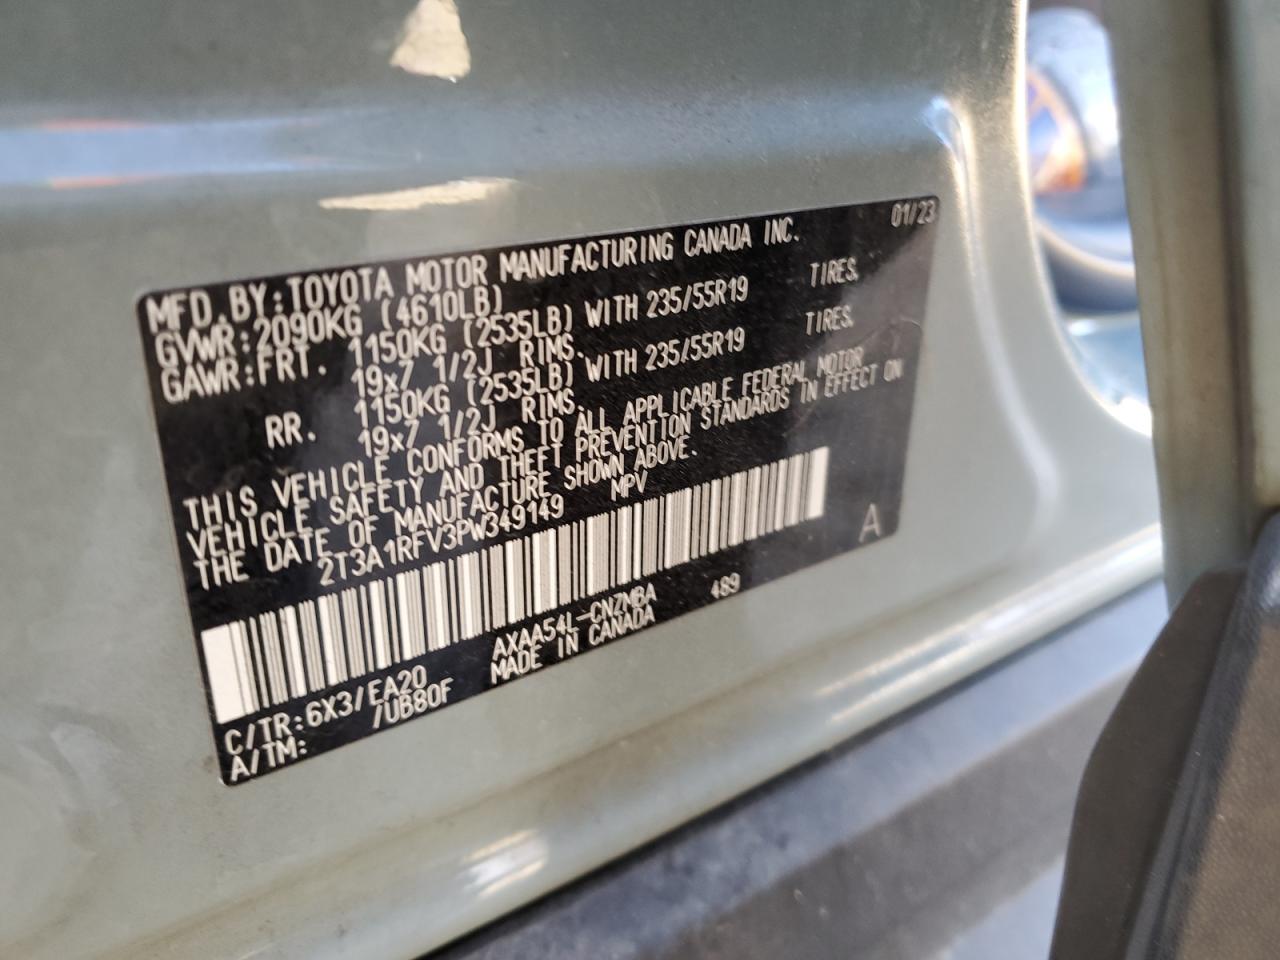 01/23
MFD. BY: TOYOTA MOTOR MANUFACTURING CANADA INC.
GVWR: 2090KG (4610LB)
GAWR: FRT. 1150KG (2535LB) WITH 235/55R19 TIRES,
19x7 1/2J RIMS.
RR. 1150KG (2535LB) WITH 235/55R19 TIRES,
19x7 1/2J RIMS.
THIS VEHICLE CONFORMS TO ALL APPLICABLE FEDERAL MOTOR
VEHICLE SAFETY AND THEFT PREVENTION STANDARDS IN EFFECT ON
THE DATE OF MANUFACTURE SHOWN ABOVE.
2T3A1RFV3PW349149 MPV
A
C/TR: 6X3/EA20 AXAA54L-CNZMBA 489
A/TM: /UB80F MADE IN CANADA